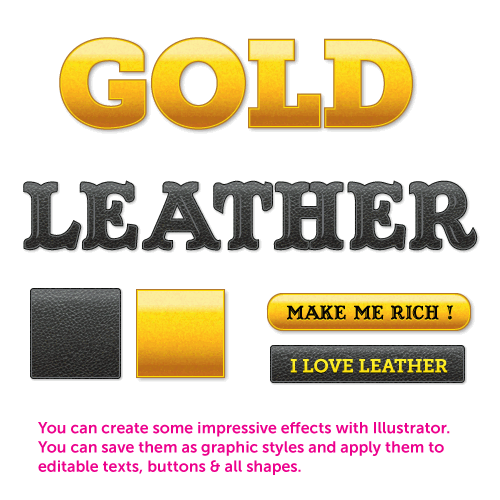 GOLD
LEATHER
MAKE ME RICH !
I LOVE LEATHER
You can create some impressive effects with Illustrator.
You can save them as graphic styles and apply them to
editable texts, buttons & all shapes.